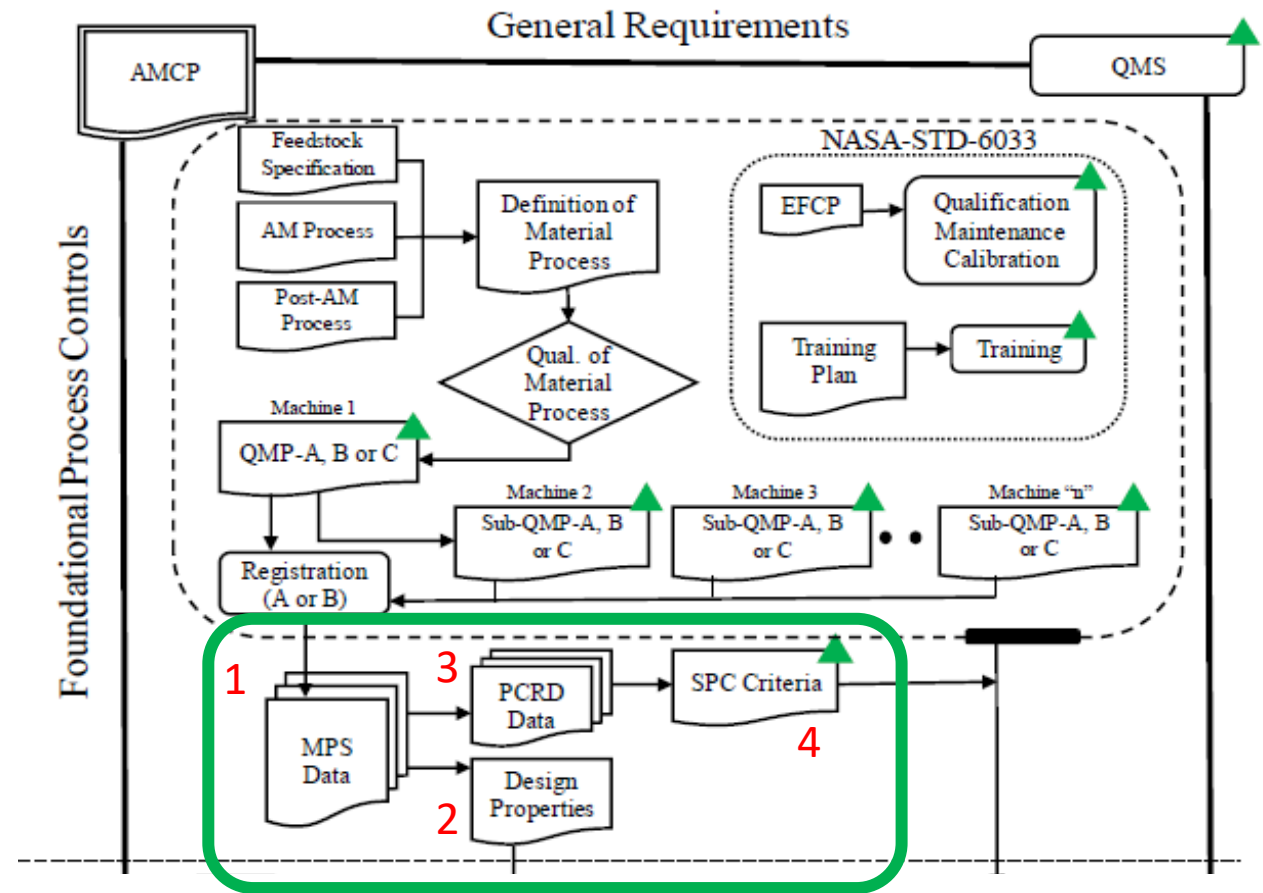 General Requirements
AMCP
QMS
Foundational Process Controls
NASA-STD-6033
Feedstock
Specification
AM Process
Post-AM
Process
Definition of
Material
Process
EFCP
Qualification
Maintenance
Calibration
Training
Plan
Training
Qual. of
Material
Process
Machine 1
QMP-A, B or C
Machine 2
Sub-QMP-A, B
or C
Machine 3
Sub-QMP-A, B
or C
Machine “n”
Sub-QMP-A, B
or C
Registration
(A or B)
1
MPS
Data
3
PCRD
Data
SPC Criteria
4
2
Design
Properties